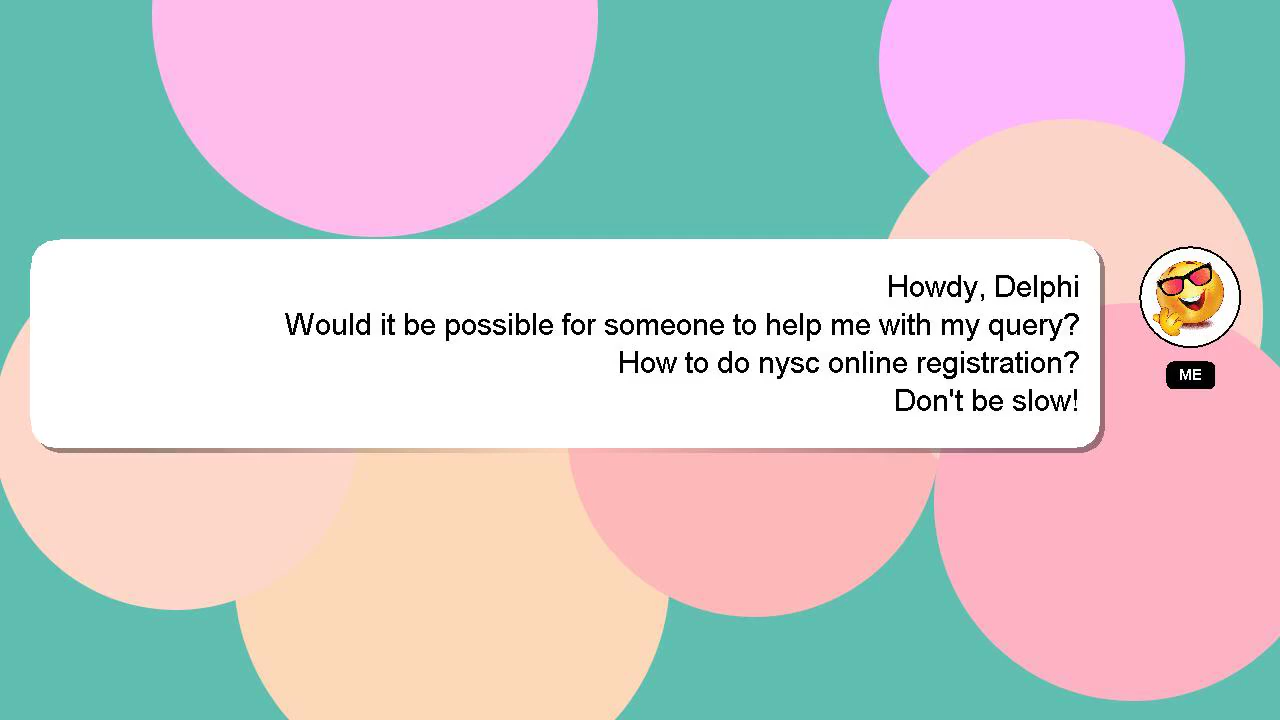 Howdy, Delphi
Would it be possible for someone to help me with my query?
How to do nysc online registration?
Don't be slow!
ME